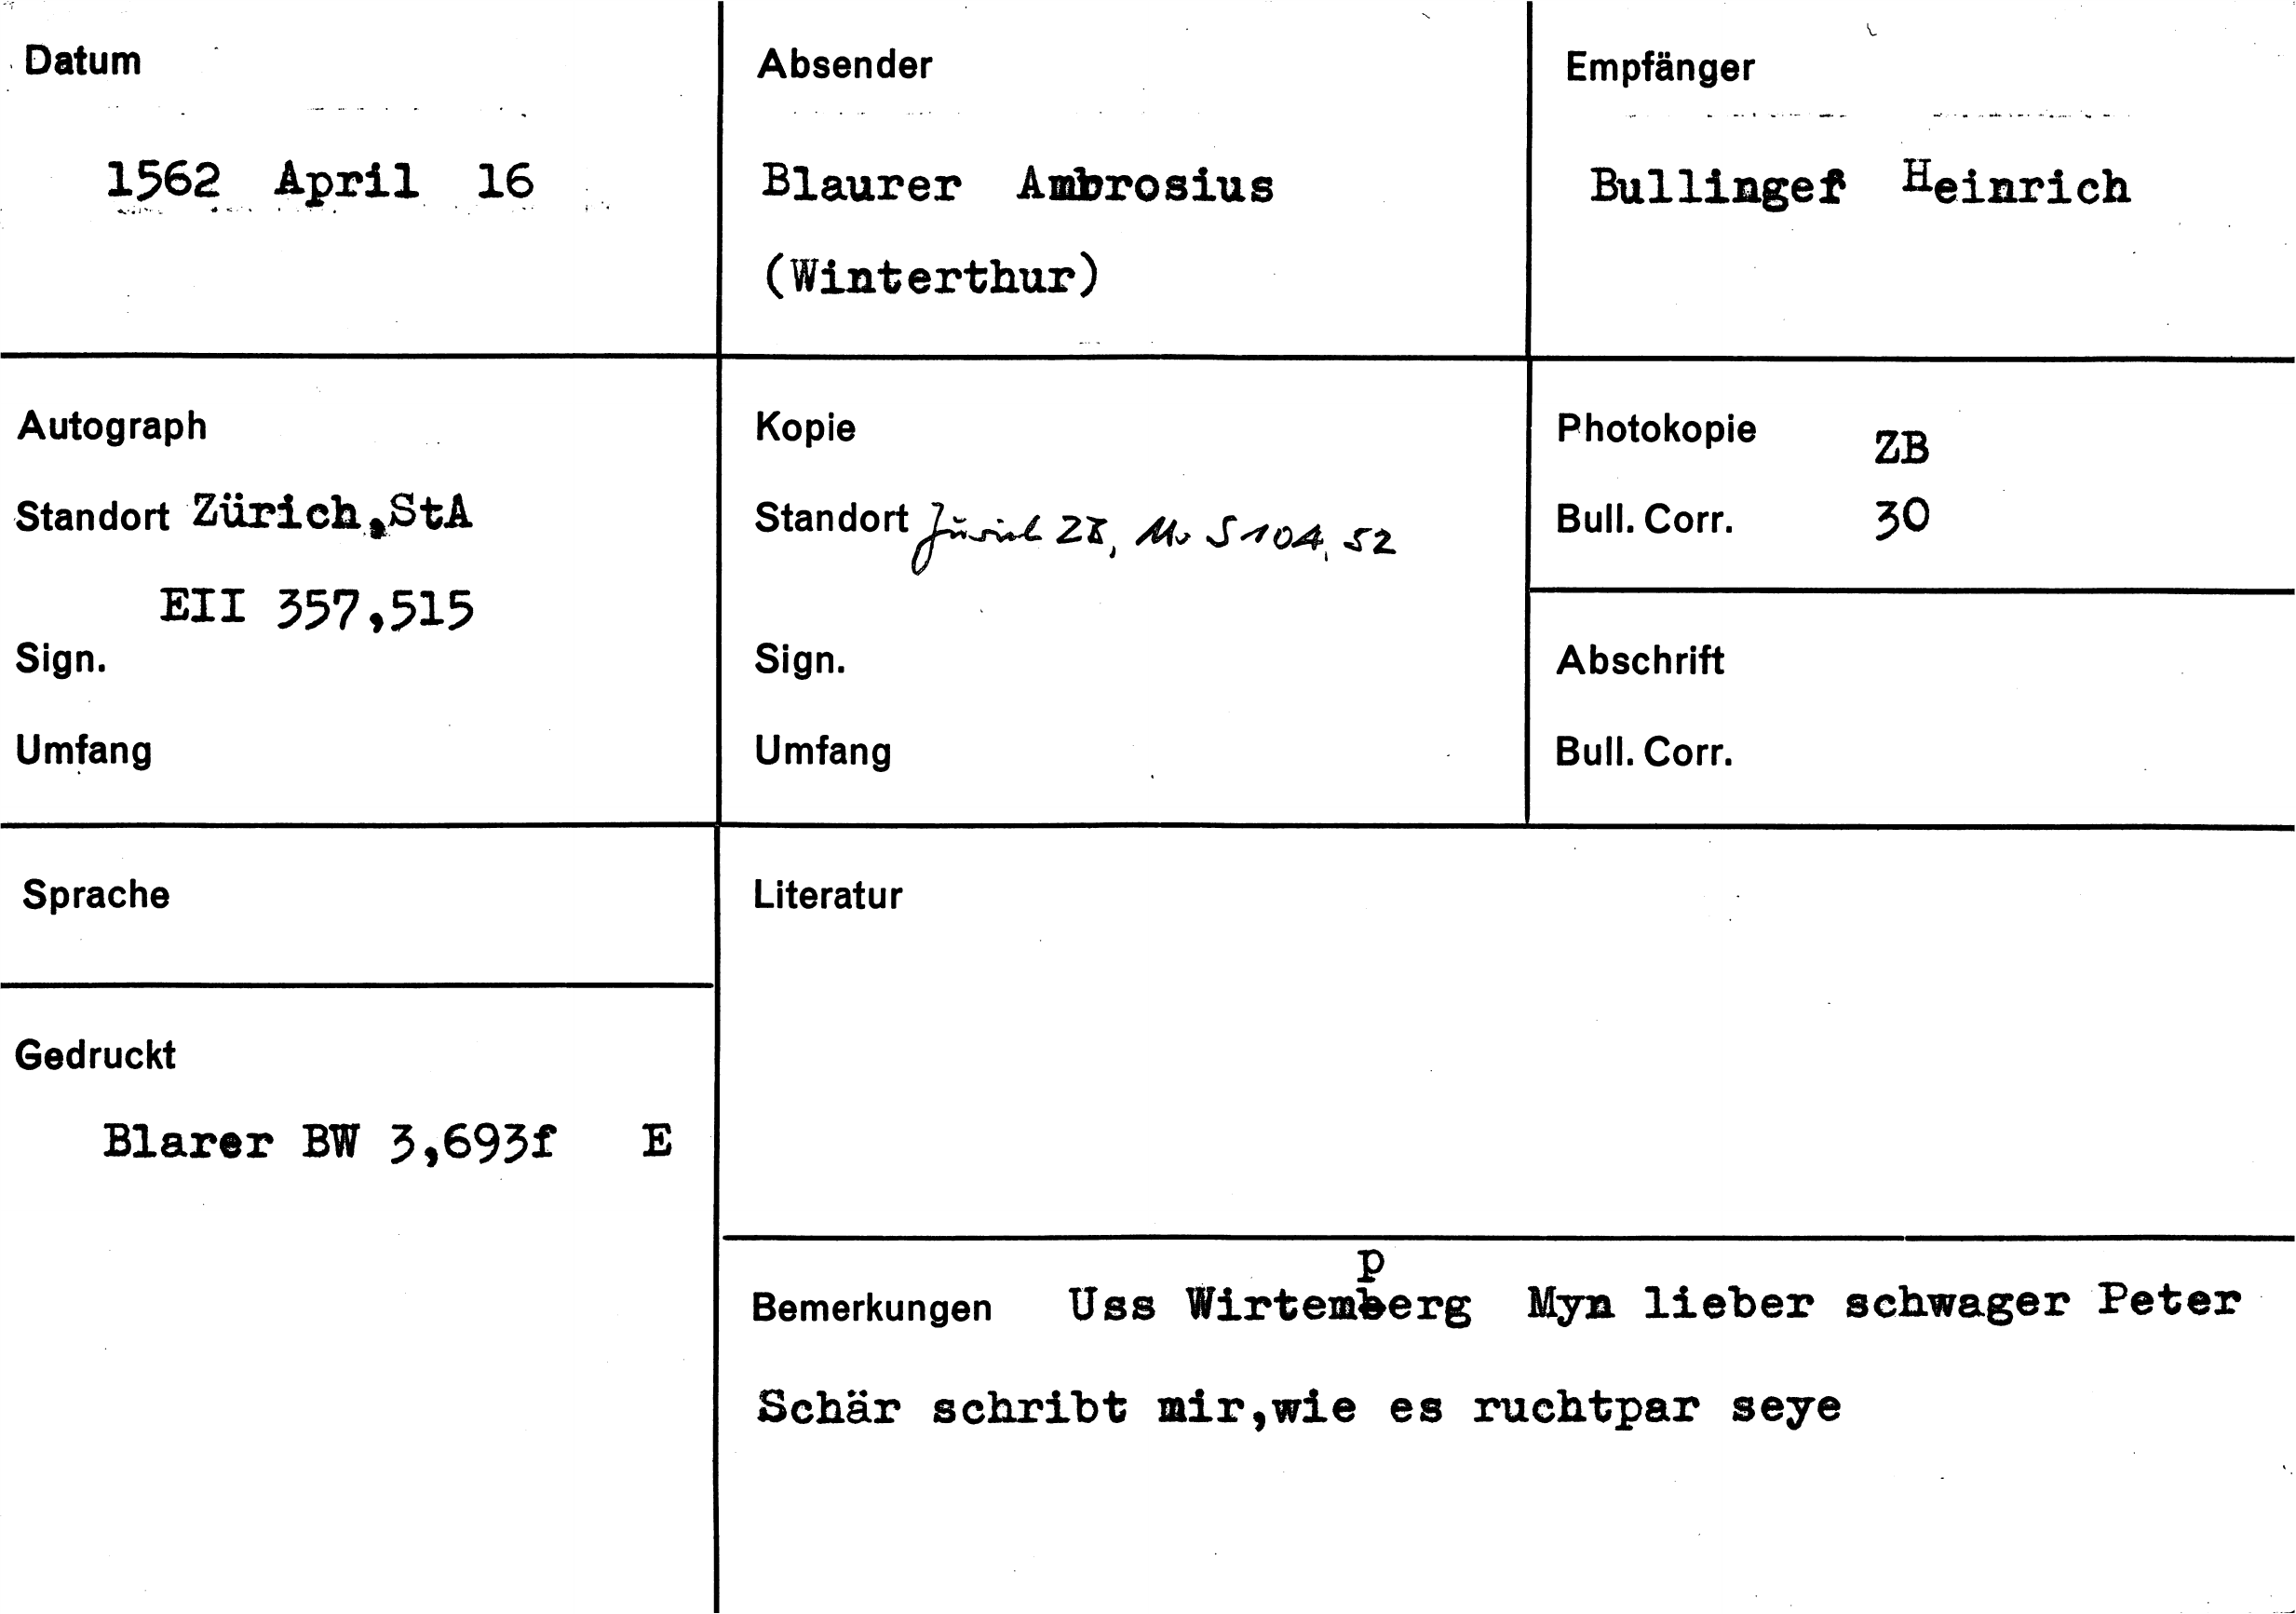 Datum
1562 April 16
Absender
Blaurer Ambrosius
(Winterthur)
Empfänger
Bullinger Heinrich
Autograph
Standort Zürich, StA
EII 357,515
Sign.
Umfang
Kopie
Standort Zürich ZB, Ms S 104, 52
Sign.
Umfang
Photokopie ZB
Bull. Corr. 30
Abschrift
Bull. Corr.
Sprache
Literatur
Gedruckt
Blarer BW 3,693f E
p
Bemerkungen Uss Wirtemberg Myn lieber schwager Peter
Schär schribt mir,wie es ruchtpar seye